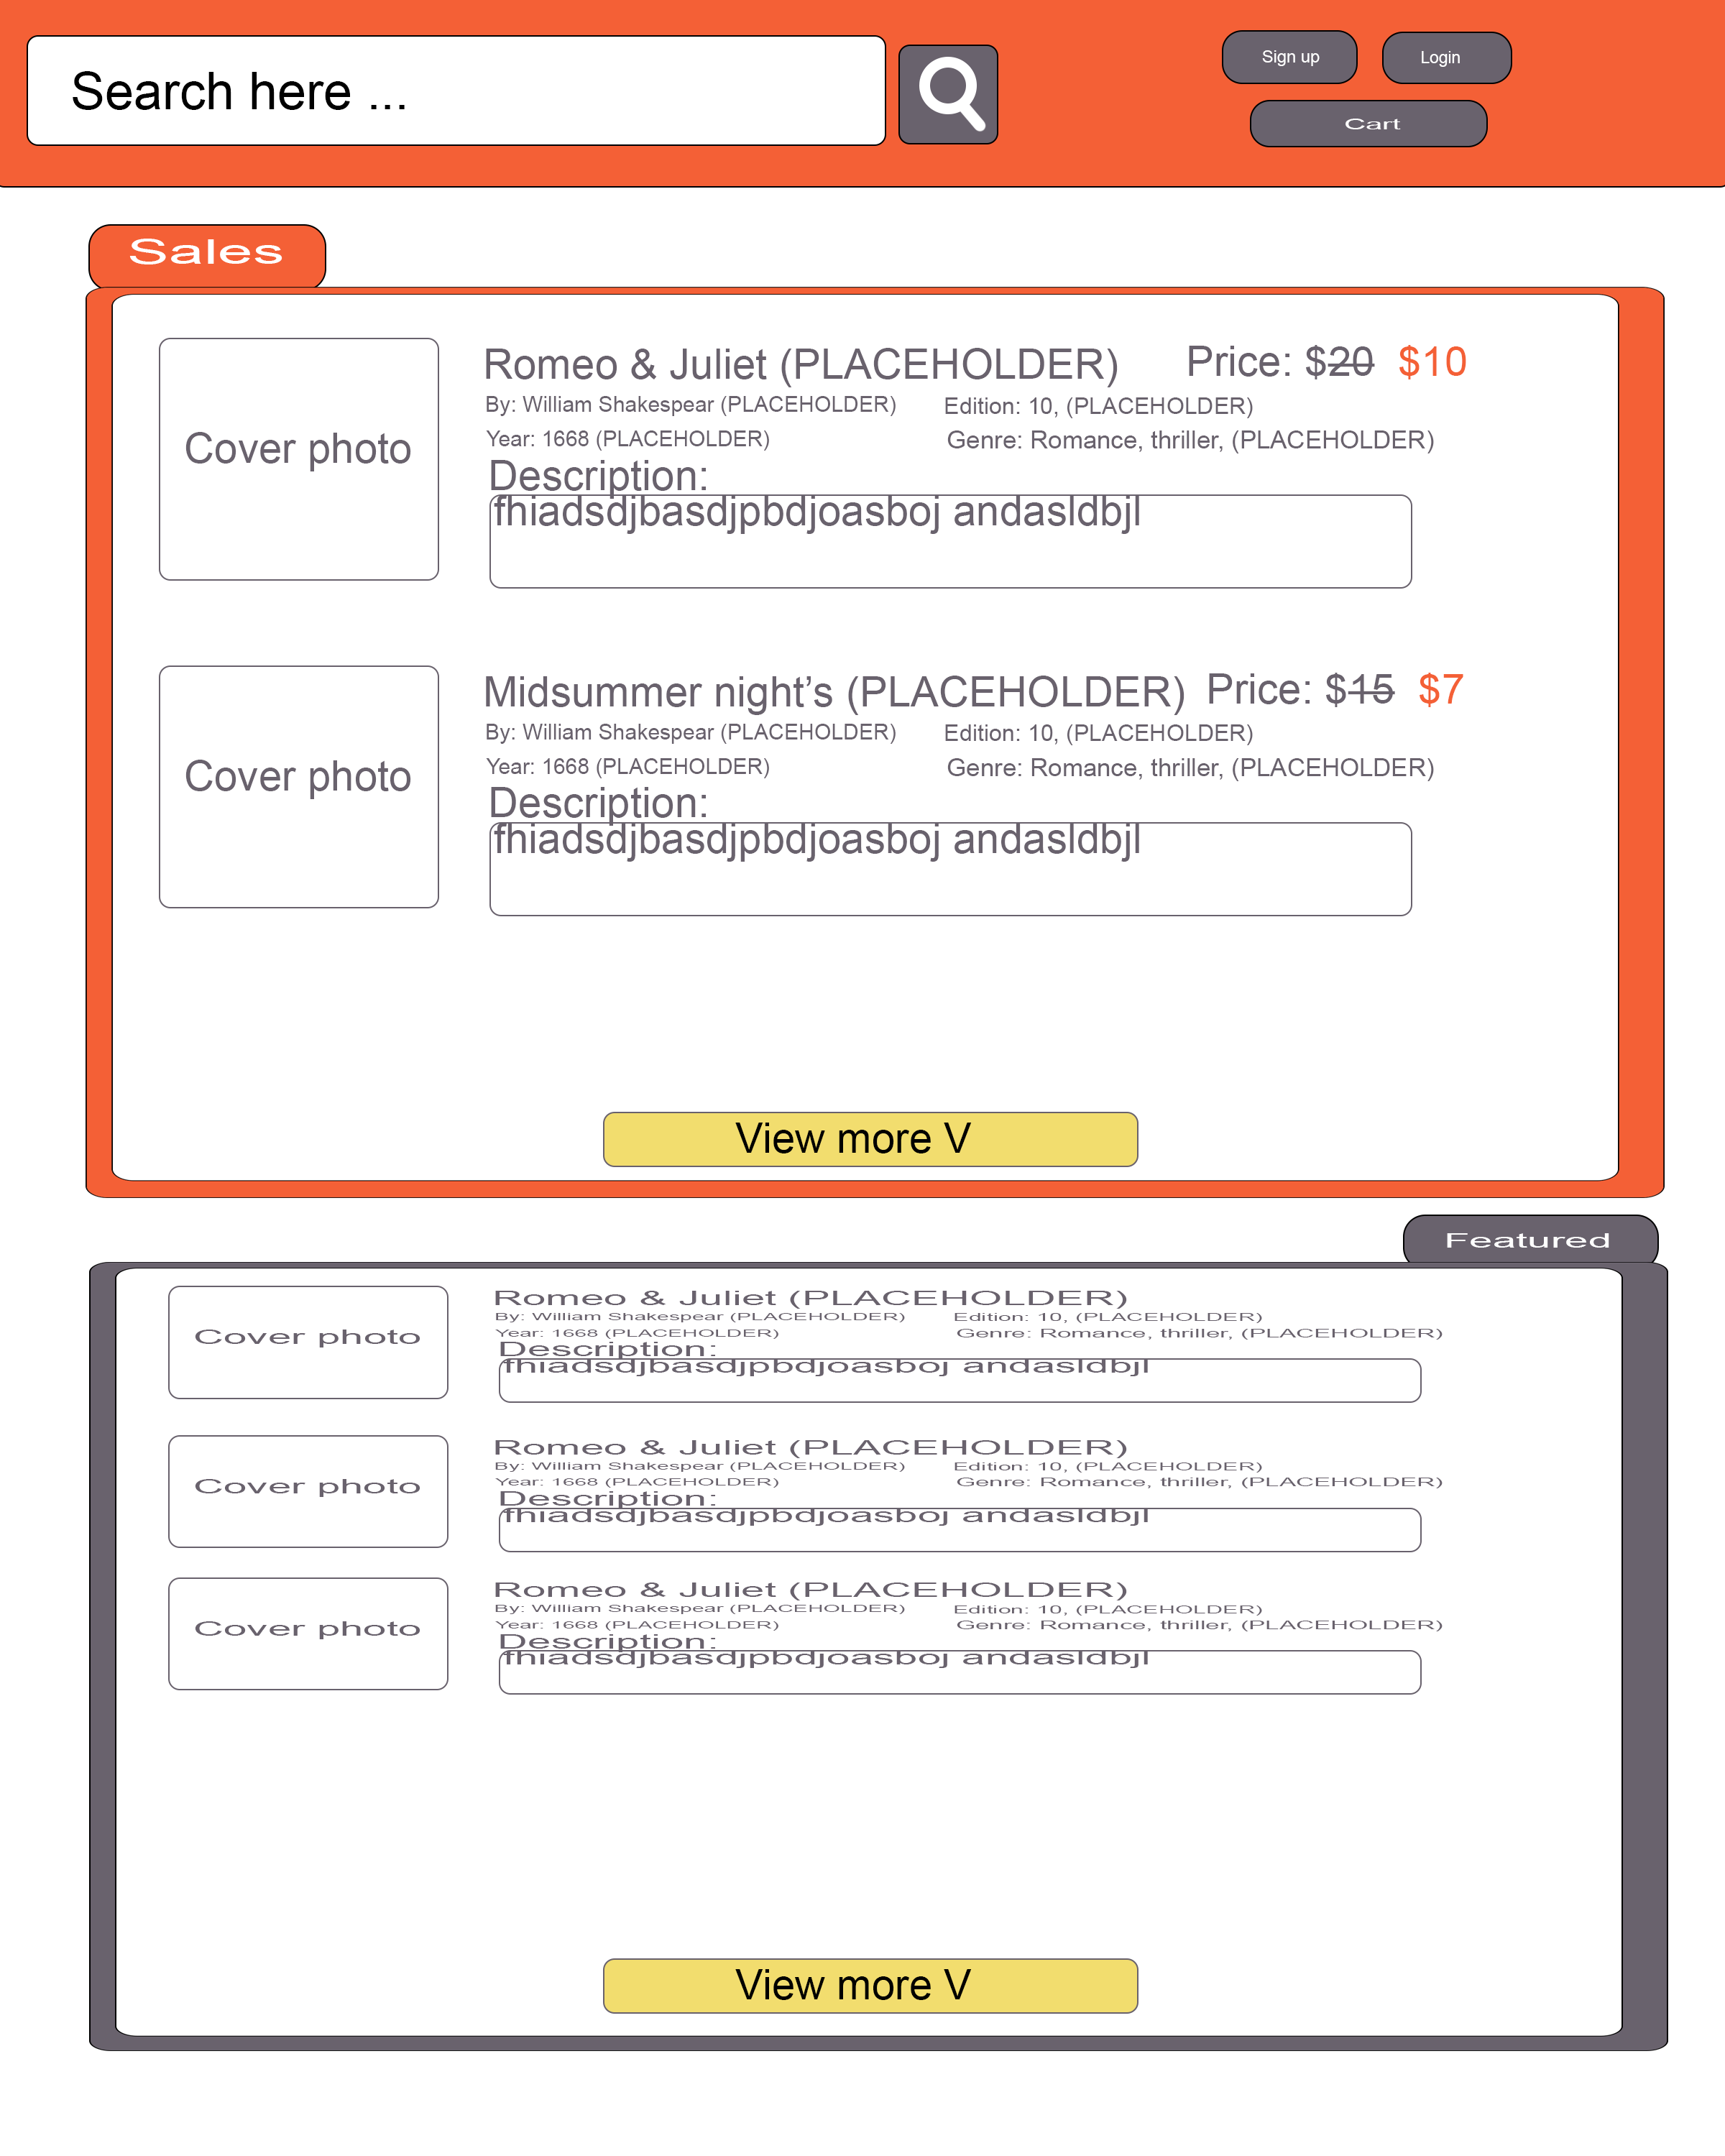 Search here ...
Sign up
Login
Cart
Sales
Cover photo
Romeo & Juliet (PLACEHOLDER)
Price: $20 $10
By: William Shakespear (PLACEHOLDER)
Edition: 10, (PLACEHOLDER)
Year: 1668 (PLACEHOLDER)
Genre: Romance, thriller, (PLACEHOLDER)
Description:
fhiadsdjbasdjpbdjoasboj andasldbjl
Cover photo
Midsummer night’s (PLACEHOLDER)
Price: $15 $7
By: William Shakespear (PLACEHOLDER)
Edition: 10, (PLACEHOLDER)
Year: 1668 (PLACEHOLDER)
Genre: Romance, thriller, (PLACEHOLDER)
Description:
fhiadsdjbasdjpbdjoasboj andasldbjl
View more V
Featured
Cover photo
Romeo & Juliet (PLACEHOLDER)
By: William Shakespear (PLACEHOLDER)
Edition: 10, (PLACEHOLDER)
Year: 1668 (PLACEHOLDER)
Genre: Romance, thriller, (PLACEHOLDER)
Description:
fhiadsdjbasdjpbdjoasboj andasldbjl
Cover photo
Romeo & Juliet (PLACEHOLDER)
By: William Shakespear (PLACEHOLDER)
Edition: 10, (PLACEHOLDER)
Year: 1668 (PLACEHOLDER)
Genre: Romance, thriller, (PLACEHOLDER)
Description:
fhiadsdjbasdjpbdjoasboj andasldbjl
Cover photo
Romeo & Juliet (PLACEHOLDER)
By: William Shakespear (PLACEHOLDER)
Edition: 10, (PLACEHOLDER)
Year: 1668 (PLACEHOLDER)
Genre: Romance, thriller, (PLACEHOLDER)
Description:
fhiadsdjbasdjpbdjoasboj andasldbjl
View more V